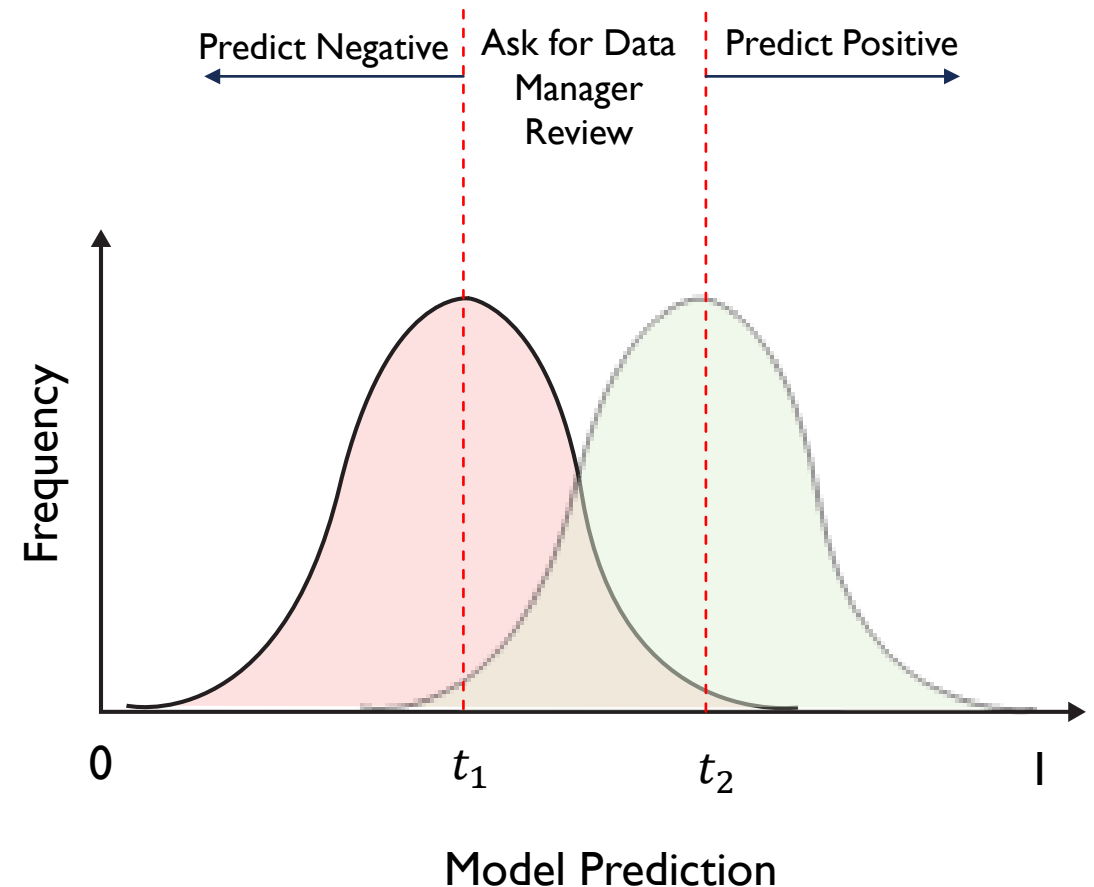 Predict Negative
Ask for Data
Manager
Review
Predict Positive
Frequency
0
t₁
t₂
1
Model Prediction